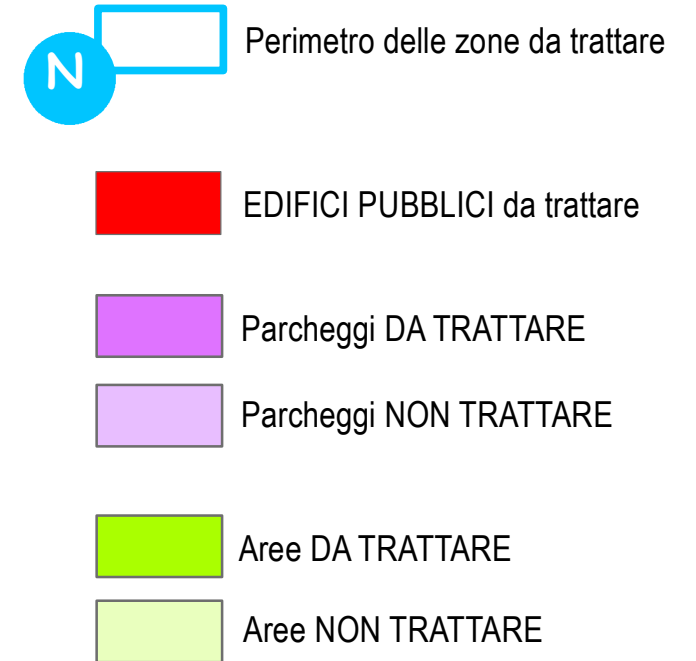 N
Perimetro delle zone da trattare
EDIFICI PUBBLICI da trattare
Parcheggi DA TRATTARE
Parcheggi NON TRATTARE
Aree DA TRATTARE
Aree NON TRATTARE